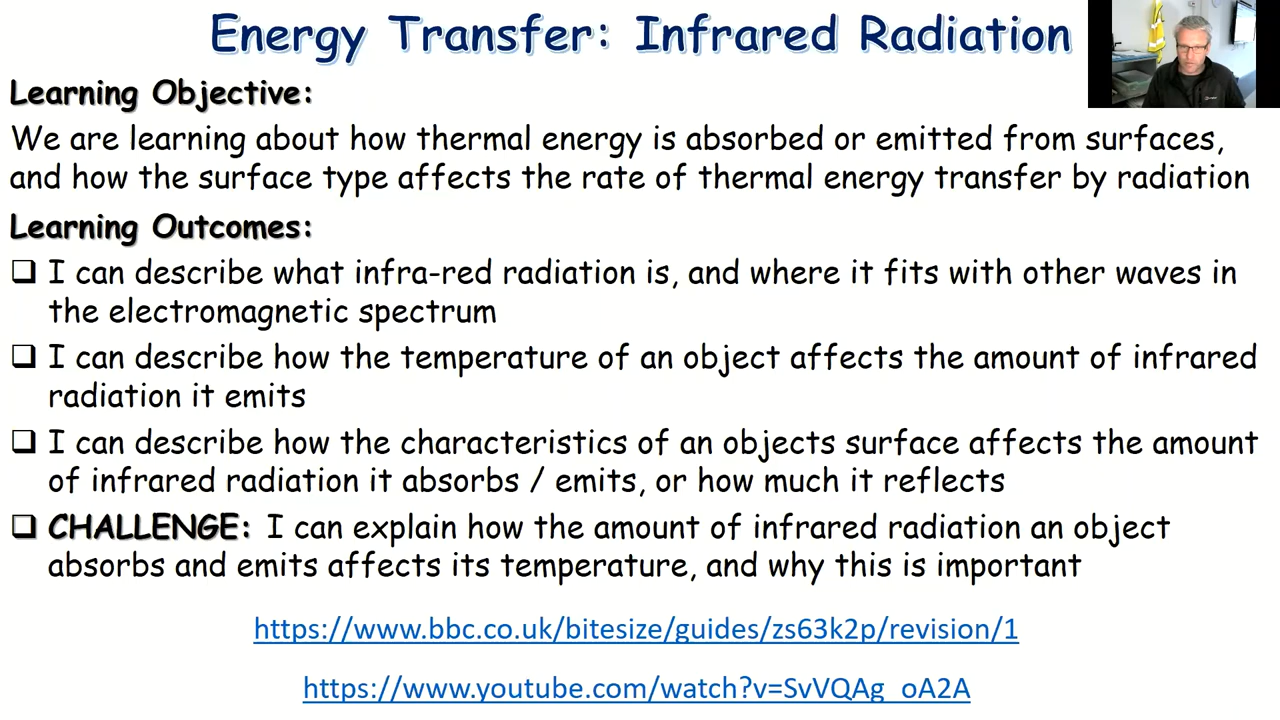 Energy Transfer: Infrared Radiation
Learning Objective:
We are learning about how thermal energy is absorbed or emitted from surfaces,
and how the surface type affects the rate of thermal energy transfer by radiation
Learning Outcomes:
❑ I can describe what infra-red radiation is, and where it fits with other waves in
the electromagnetic spectrum
❑ I can describe how the temperature of an object affects the amount of infrared
radiation it emits
❑ I can describe how the characteristics of an objects surface affects the amount
of infrared radiation it absorbs / emits, or how much it reflects
❑ CHALLENGE: I can explain how the amount of infrared radiation an object
absorbs and emits affects its temperature, and why this is important
https://www.bbc.co.uk/bitesize/guides/zs63k2p/revision/1
https://www.youtube.com/watch?v=SvVQAg_oA2A